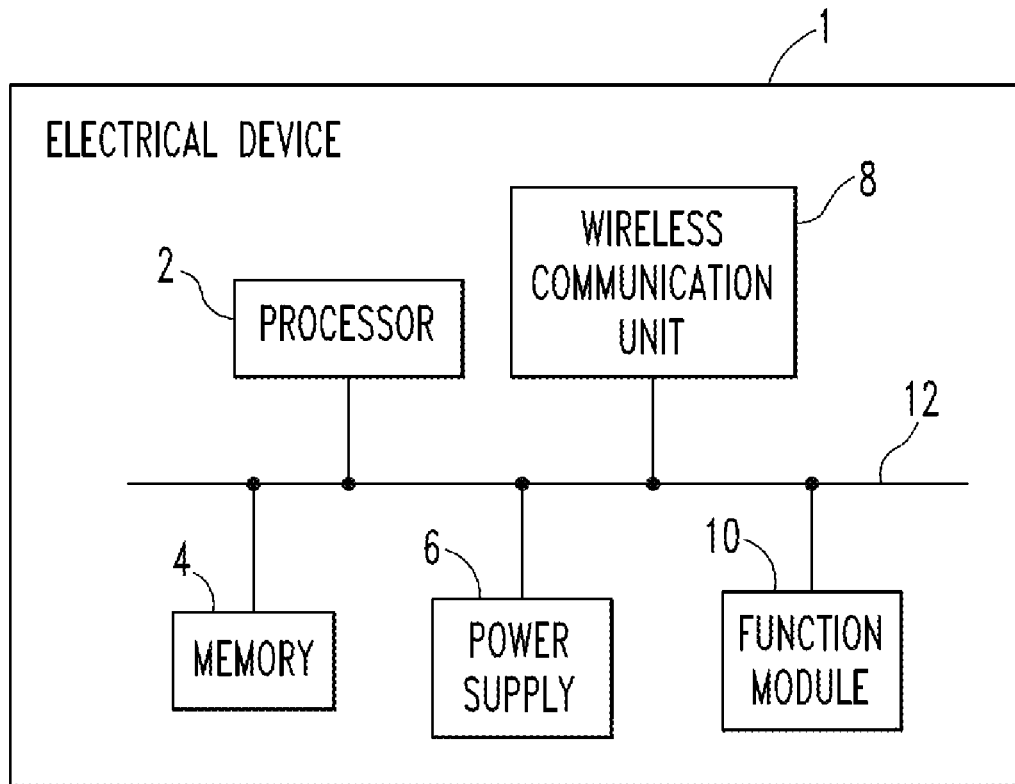 1
ELECTRICAL DEVICE
8
WIRELESS
COMMUNICATION
UNIT
2
PROCESSOR
12
4
MEMORY
6
POWER
SUPPLY
10
FUNCTION
MODULE